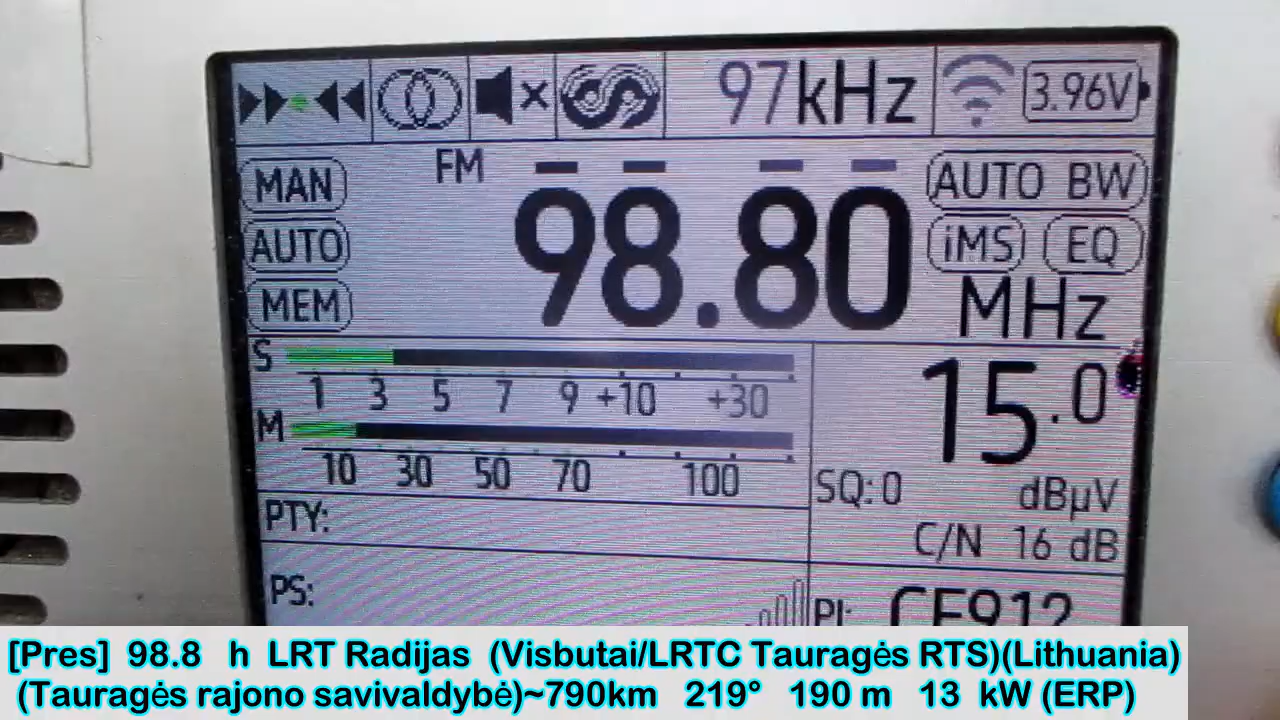 97kHz 3.96V
FM
MAN AUTO BW
98.80
AUTO iMS EQ
MEM MHz
S
1 3 5 7 9 +10 +30
15.0
M
10 30 50 70 100
SQ:0 dBµV
PTY:
C/N 16 dB
PS:
PI: CF912
[Pres] 98.8 h LRT Radijas (Visbutai/LRTC Tauragės RTS)(Lithuania)
(Tauragės rajono savivaldybė)~790km 219° 190 m 13 kW (ERP)